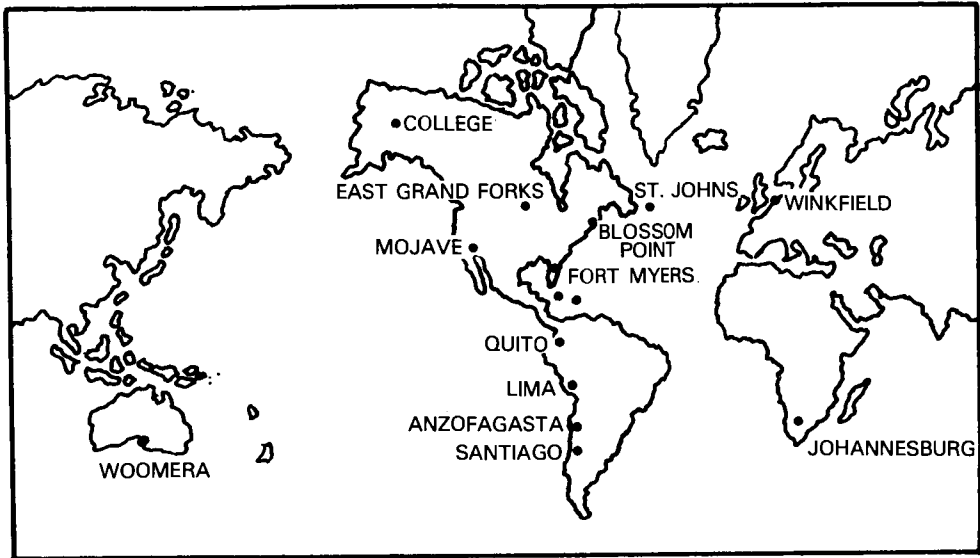 COLLEGE
EAST GRAND FORKS
ST. JOHNS
WINKFIELD
BLOSSOM
POINT
MOJAVE
FORT MYERS
QUITO
LIMA
ANZOFAGASTA
SANTIAGO
JOHANNESBURG
WOOMERA